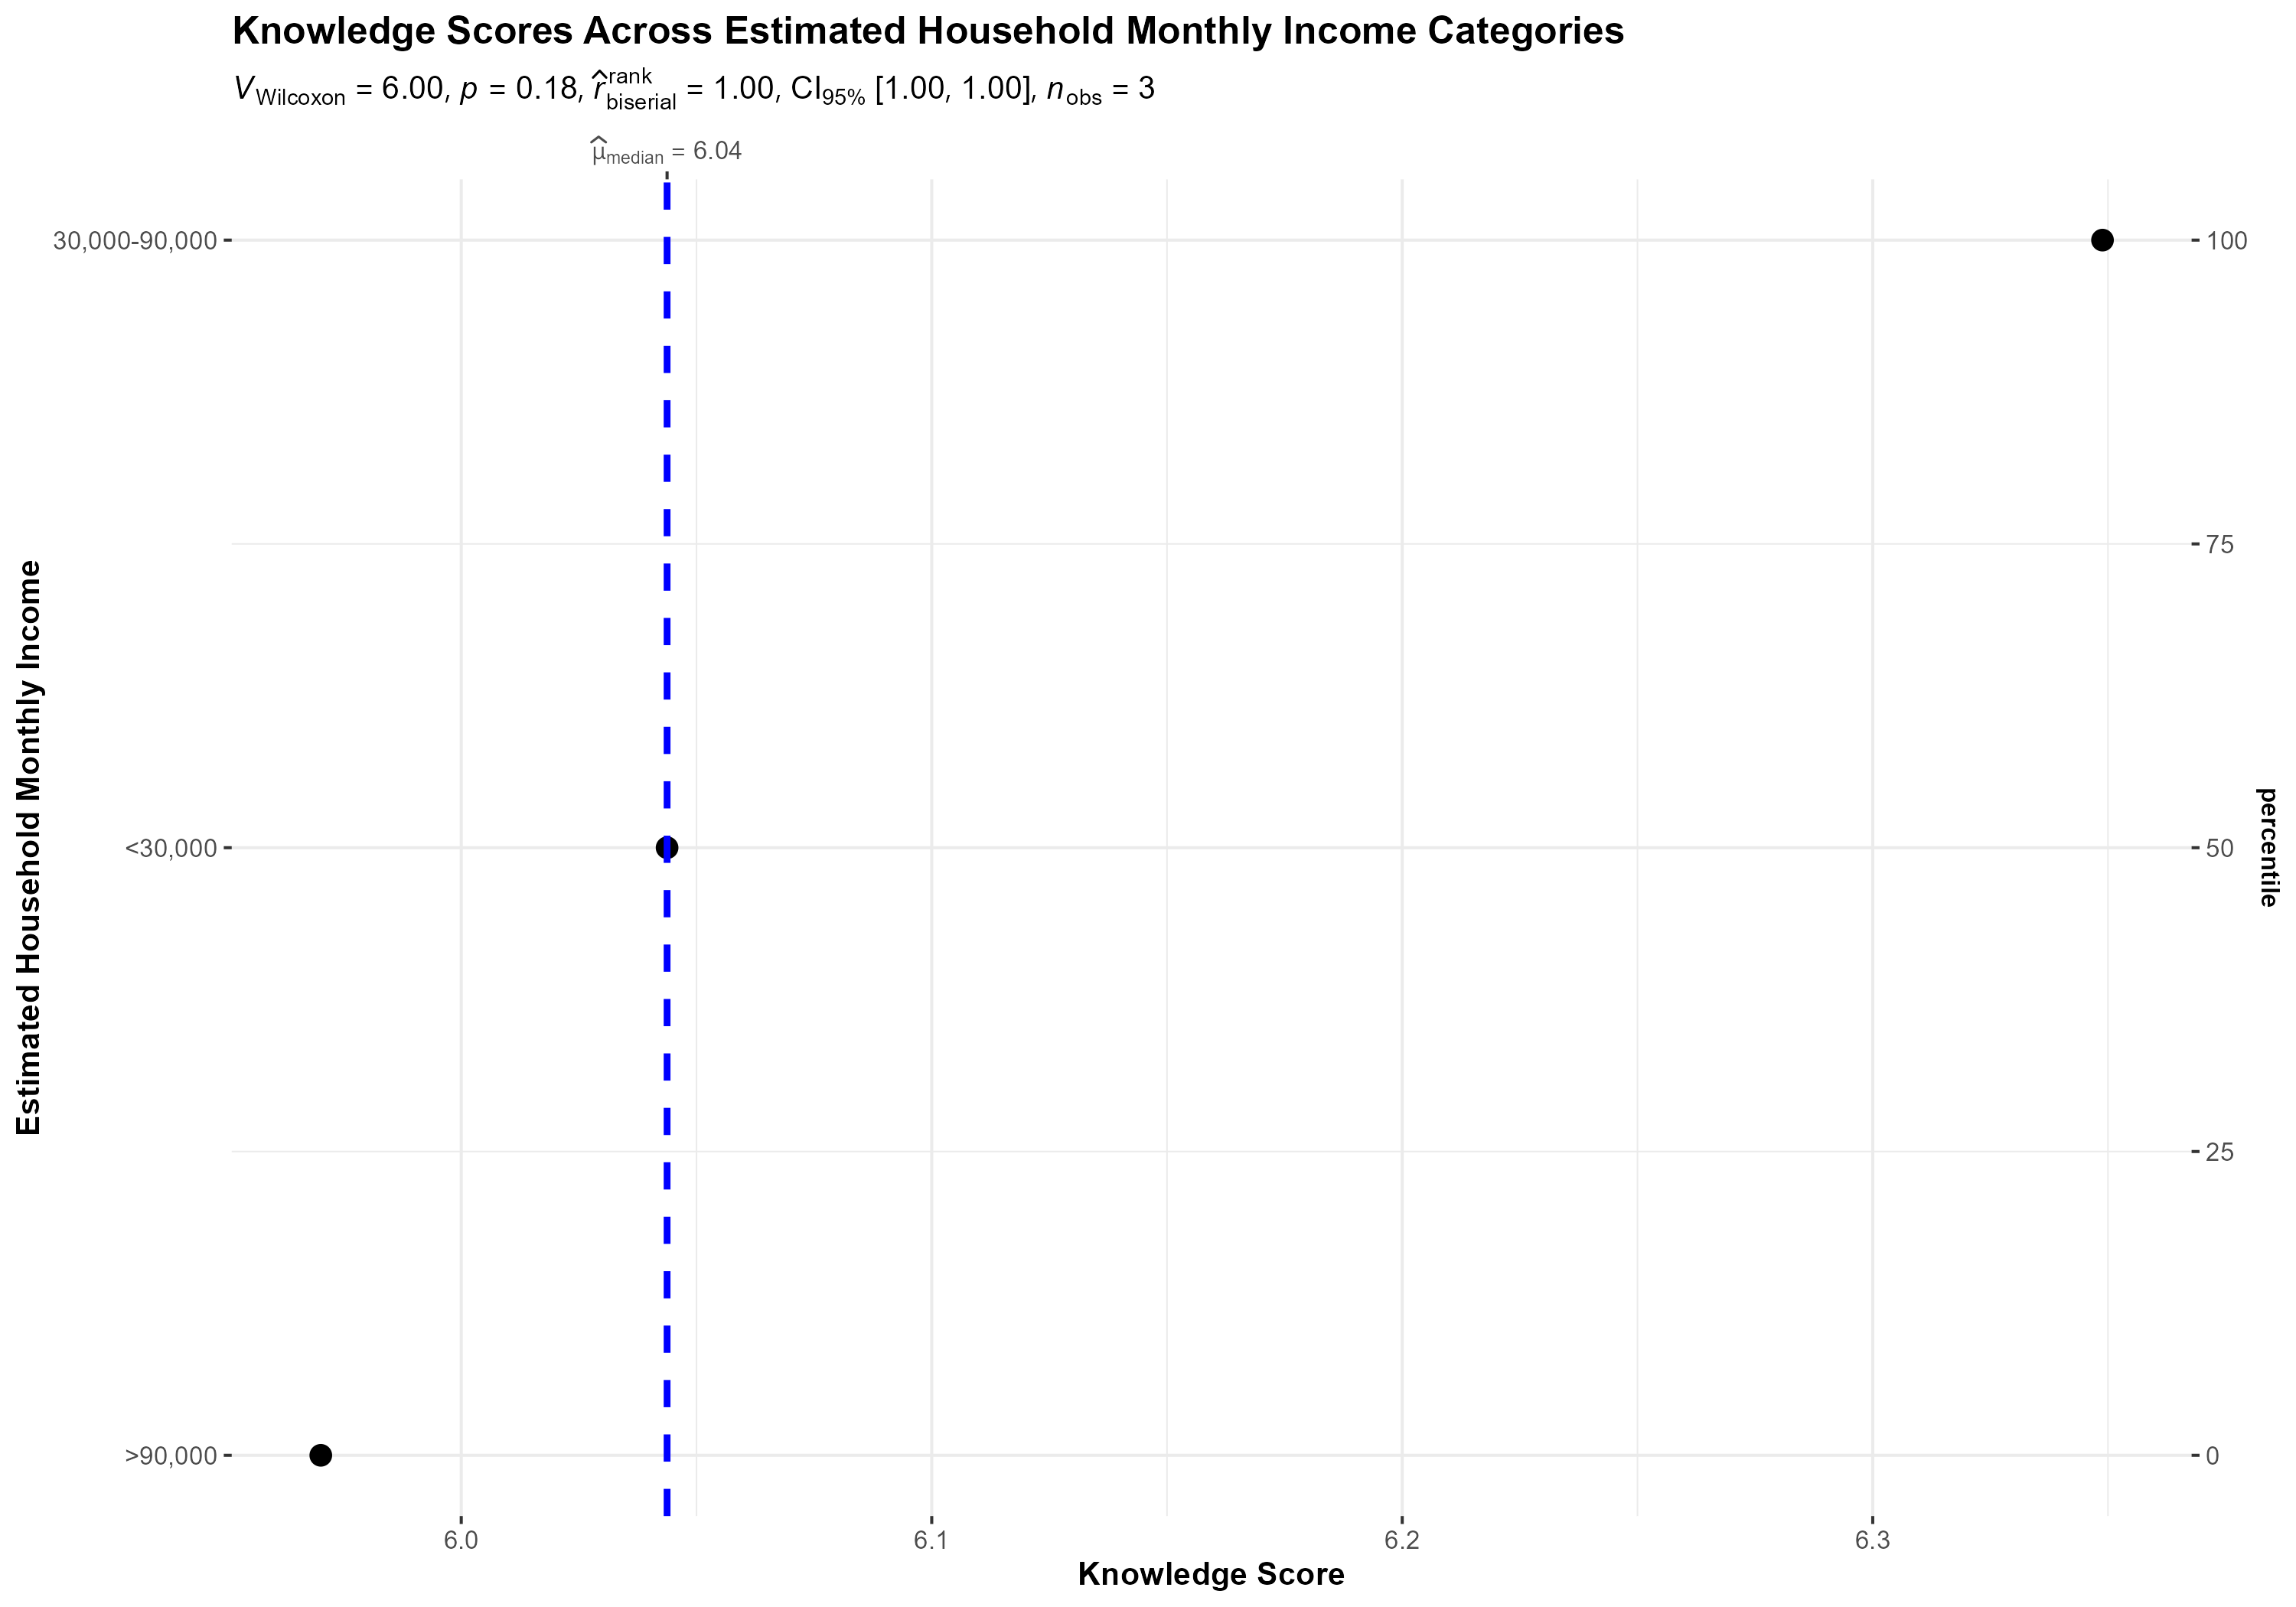 Knowledge Scores Across Estimated Household Monthly Income Categories
V_Wilcoxon = 6.00, p = 0.18, r̂^rank_biserial = 1.00, CI_95% [1.00, 1.00], n_obs = 3
μ̂_median = 6.04
Estimated Household Monthly Income
30,000-90,000
<30,000
>90,000
100
75
50
25
0
percentile
6.0 6.1 6.2 6.3
Knowledge Score